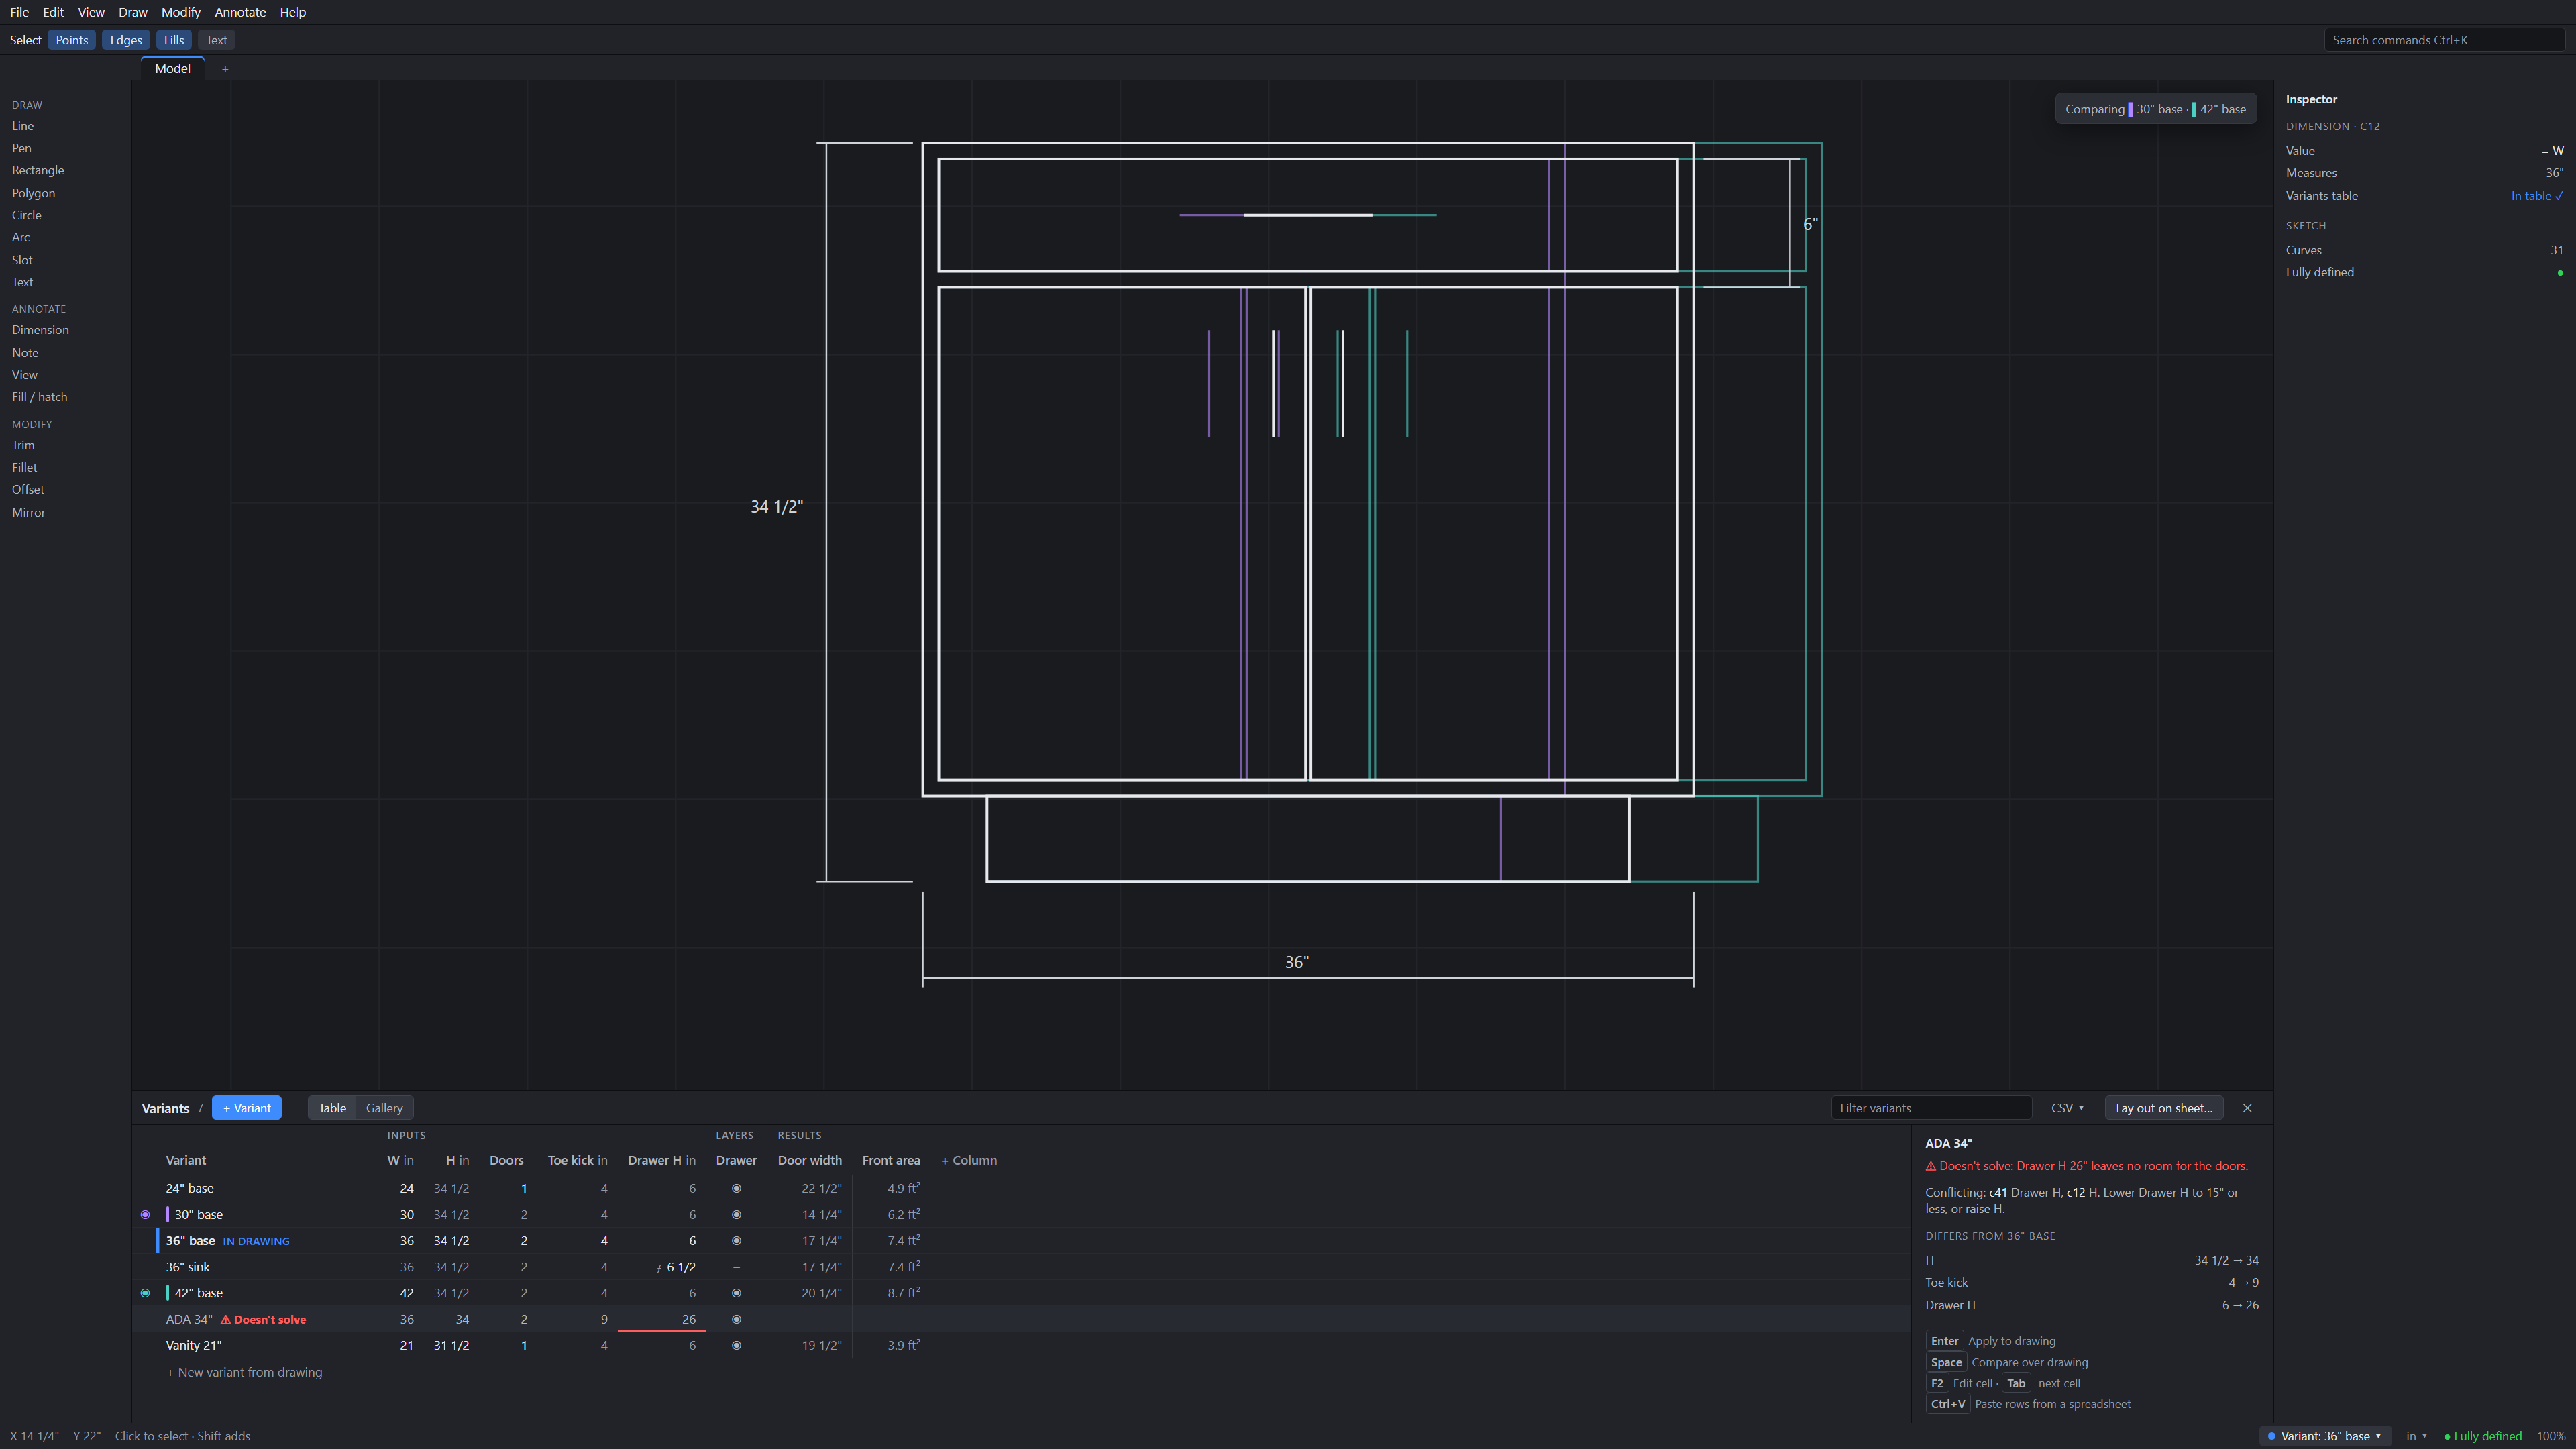 File Edit View Draw Modify Annotate Help
Select Points Edges Fills Text
Search commands Ctrl+K
Model +
DRAW
Line
Pen
Rectangle
Polygon
Circle
Arc
Slot
Text
ANNOTATE
Dimension
Note
View
Fill / hatch
MODIFY
Trim
Fillet
Offset
Mirror
Comparing 30" base · 42" base
6"
34 1/2"
36"
Inspector
DIMENSION · C12
Value = W
Measures 36"
Variants table In table ✓
SKETCH
Curves 31
Fully defined
Variants 7 + Variant Table Gallery
Filter variants CSV ▾ Lay out on sheet... ×
INPUTS LAYERS RESULTS
Variant W in H in Doors Toe kick in Drawer H in Drawer Door width Front area + Column
24" base 24 34 1/2 1 4 6 22 1/2" 4.9 ft²
30" base 30 34 1/2 2 4 6 14 1/4" 6.2 ft²
36" base IN DRAWING 36 34 1/2 2 4 6 17 1/4" 7.4 ft²
36" sink 36 34 1/2 2 4 ƒ 6 1/2 – 17 1/4" 7.4 ft²
42" base 42 34 1/2 2 4 6 20 1/4" 8.7 ft²
ADA 34" ⚠ Doesn't solve 36 34 2 9 26 — —
Vanity 21" 21 31 1/2 1 4 6 19 1/2" 3.9 ft²
+ New variant from drawing
ADA 34"
⚠ Doesn't solve: Drawer H 26" leaves no room for the doors.
Conflicting: c41 Drawer H, c12 H. Lower Drawer H to 15" or
less, or raise H.
DIFFERS FROM 36" BASE
H 34 1/2 → 34
Toe kick 4 → 9
Drawer H 6 → 26
Enter Apply to drawing
Space Compare over drawing
F2 Edit cell · Tab next cell
Ctrl+V Paste rows from a spreadsheet
X 14 1/4" Y 22" Click to select · Shift adds
Variant: 36" base ▾ in ▾ Fully defined 100%